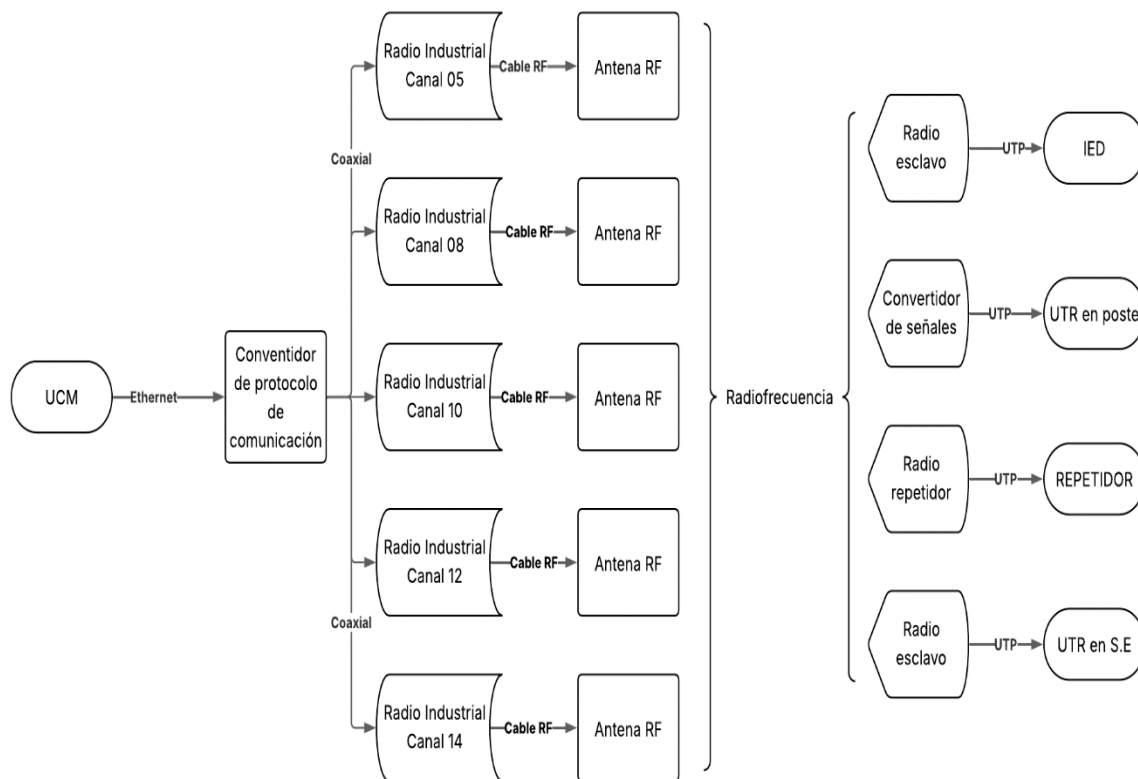 UCM
Ethernet
Conventidor
de protocolo
de
comunicación
Coaxial
Coaxial
Radio Industrial
Canal 05
Cable RF
Antena RF
Radio Industrial
Canal 08
Cable RF
Antena RF
Radio Industrial
Canal 10
Cable RF
Antena RF
Radio Industrial
Canal 12
Cable RF
Antena RF
Radio Industrial
Canal 14
Cable RF
Antena RF
Radiofrecuencia
Radio
esclavo
UTP
IED
Convertidor
de señales
UTP
UTR en poste
Radio
repetidor
UTP
REPETIDOR
Radio
esclavo
UTP
UTR en S.E